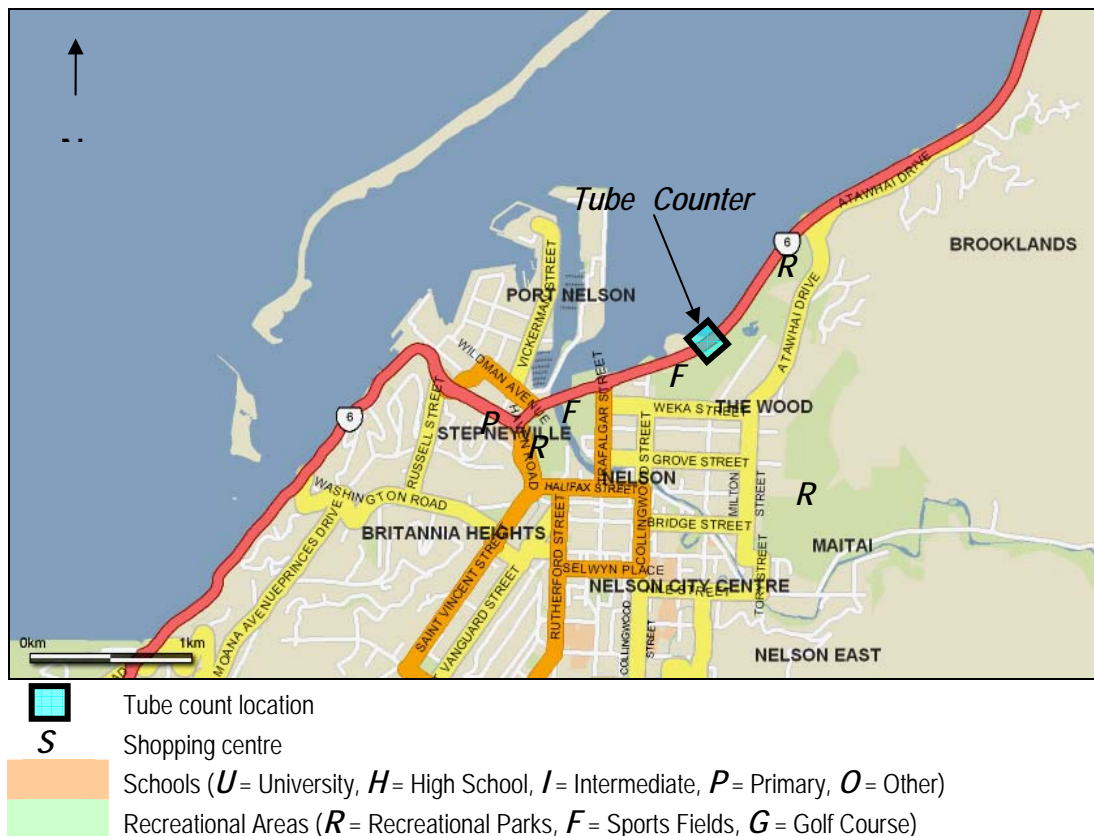 Tube Counter
ATAWHAI DRIVE
BROOKLANDS
6
R
PORT NELSON
VICKERMAN STREET
ATAWHAI DRIVE
WILDMAN AVENUE
F
TRAFALGAR STREET
THE WOOD
WEKA STREET
6
P
F
RUSSELL STREET
STEPNEYVILLE
R
COLLINGWOOD STREET
GROVE STREET
NELSON
HALIFAX STREET
R
MILTON STREET
WASHINGTON ROAD
BRITANNIA HEIGHTS
RUTHERFORD STREET
BRIDGE STREET
MAITAI
SELWYN PLACE
NELSON CITY CENTRE
NILE STREET
TORY STREET
MOANA AVENUE
PRINCES DRIVE
SAINT VINCENT STREET
VANGUARD STREET
COLLINGWOOD STREET
NELSON EAST
0km 1km
Tube count location
S Shopping centre
Schools (U = University, H = High School, I = Intermediate, P = Primary, O = Other)
Recreational Areas (R = Recreational Parks, F = Sports Fields, G = Golf Course)